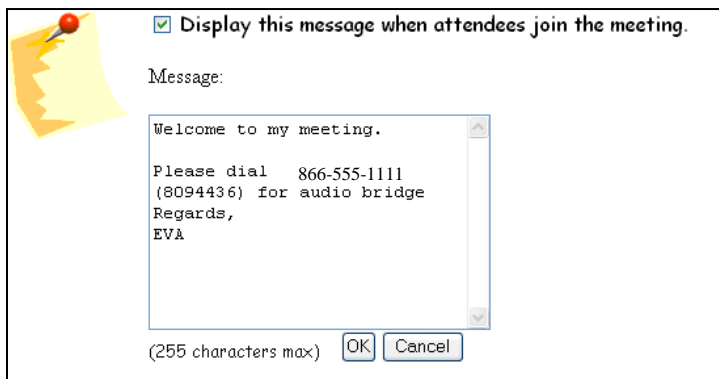 Display this message when attendees join the meeting.
Message:
Welcome to my meeting.
Please dial 866-555-1111
(8094436) for audio bridge
Regards,
EVA
(255 characters max) OK Cancel